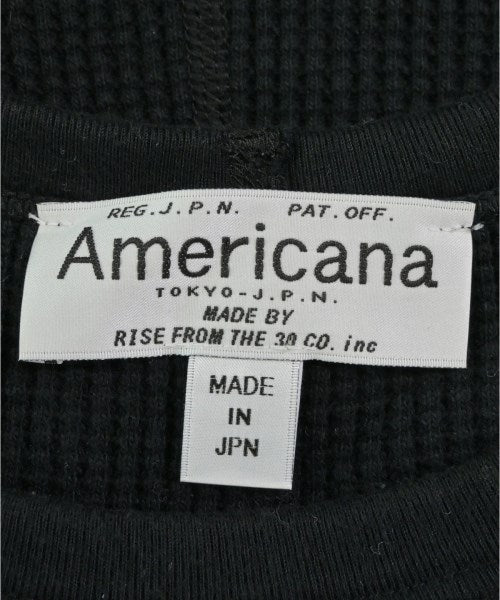 REG.J.P.N. PAT.OFF.
Americana
TOKYO-J.P.N.
MADE BY
RISE FROM THE 30 CO. inc
MADE
IN
JPN